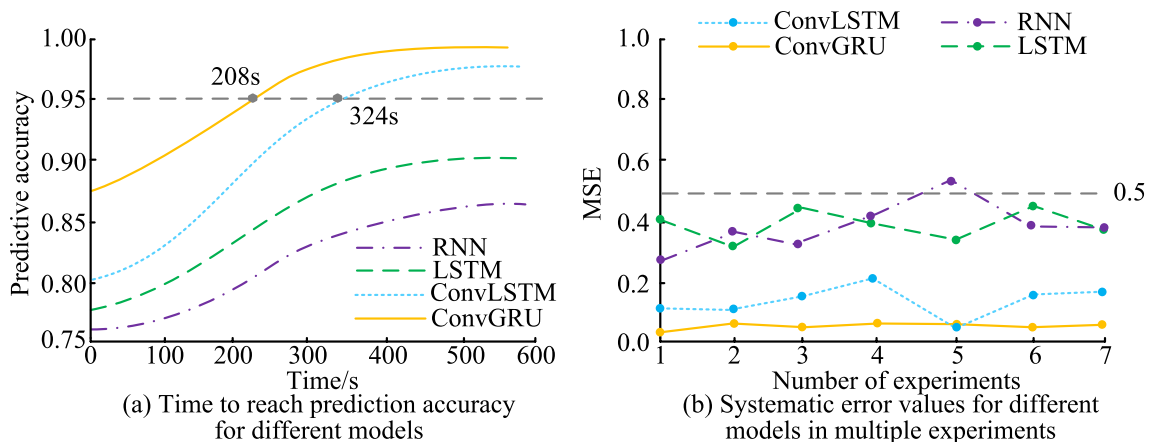 1.00
0.95
0.90
0.85
0.80
0.75
Predictive accuracy
208s
324s
RNN
LSTM
ConvLSTM
ConvGRU
0 100 200 300 400 500 600
Time/s
(a) Time to reach prediction accuracy
for different models
ConvLSTM RNN
ConvGRU LSTM
1.0
0.8
0.6
0.4
0.2
0.0
MSE
0.5
1 2 3 4 5 6 7
Number of experiments
(b) Systematic error values for different
models in multiple experiments